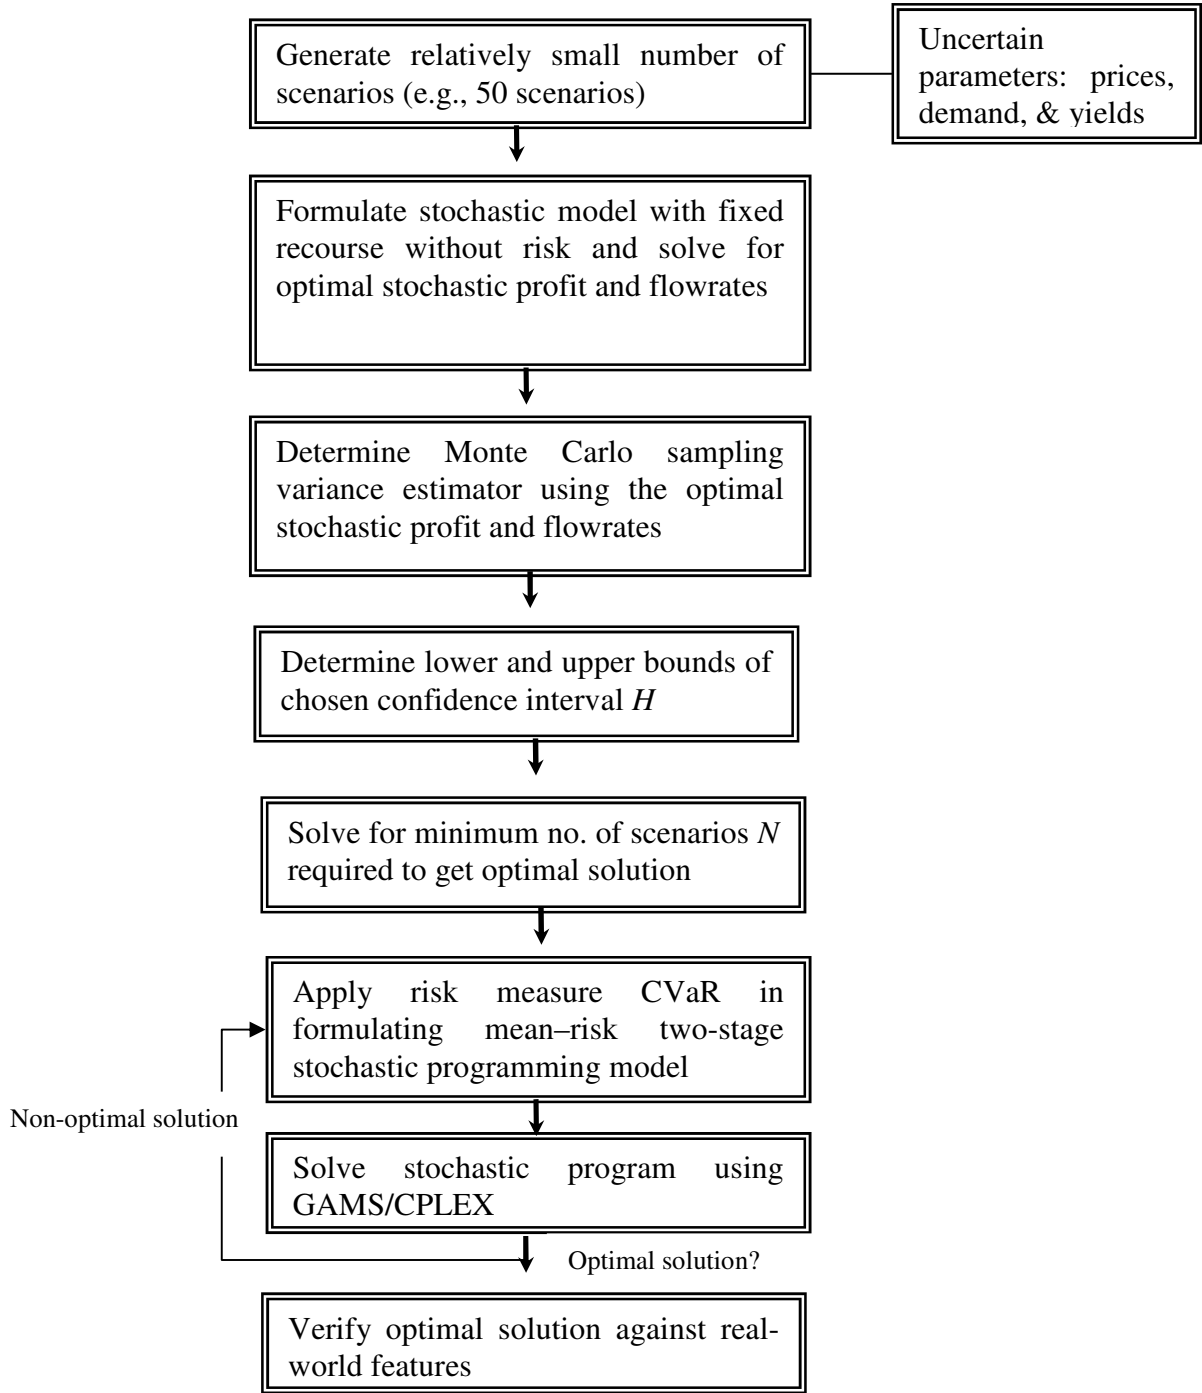 Generate relatively small number of
scenarios (e.g., 50 scenarios)
Uncertain
parameters: prices,
demand, & yields
Formulate stochastic model with fixed
recourse without risk and solve for
optimal stochastic profit and flowrates
Determine Monte Carlo sampling
variance estimator using the optimal
stochastic profit and flowrates
Determine lower and upper bounds of
chosen confidence interval H
Solve for minimum no. of scenarios N
required to get optimal solution
Apply risk measure CVaR in
formulating mean–risk two-stage
stochastic programming model
Non-optimal solution
Solve stochastic program using
GAMS/CPLEX
Optimal solution?
Verify optimal solution against real-
world features